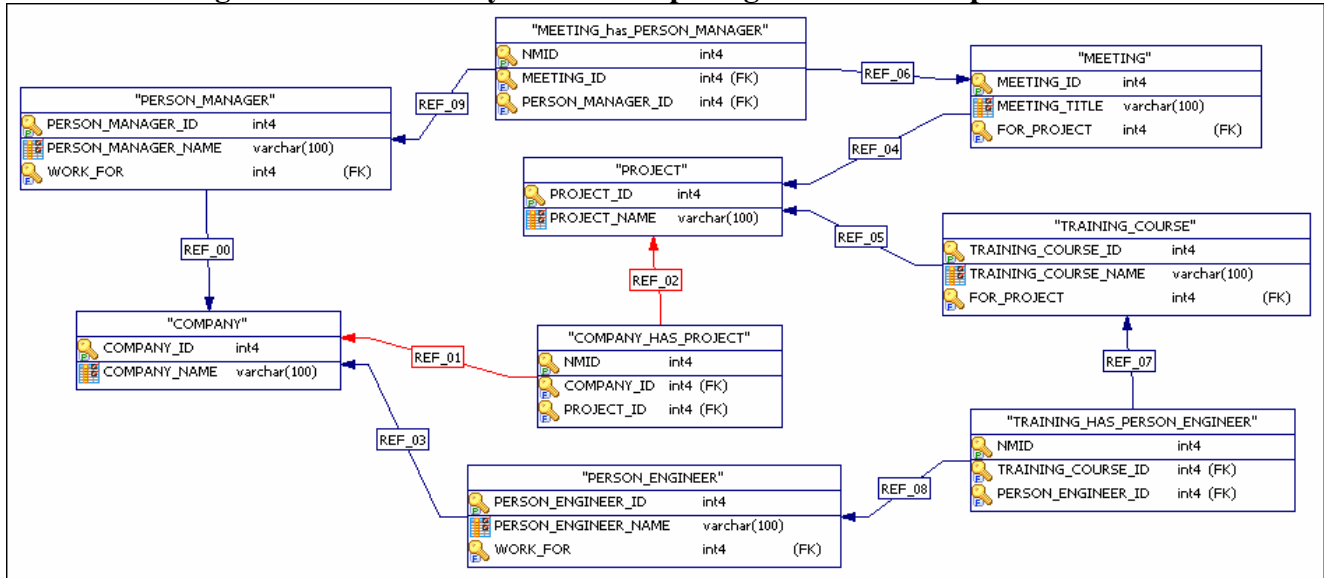 "MEETING_has_PERSON_MANAGER"
NMID int4
MEETING_ID int4 (FK)
PERSON_MANAGER_ID int4 (FK)
REF_06
"MEETING"
MEETING_ID int4
MEETING_TITLE varchar(100)
FOR_PROJECT int4 (FK)
"PERSON_MANAGER"
PERSON_MANAGER_ID int4
PERSON_MANAGER_NAME varchar(100)
WORK_FOR int4 (FK)
REF_09
REF_04
"PROJECT"
PROJECT_ID int4
PROJECT_NAME varchar(100)
REF_05
"TRAINING_COURSE"
TRAINING_COURSE_ID int4
TRAINING_COURSE_NAME varchar(100)
FOR_PROJECT int4 (FK)
REF_00
REF_02
"COMPANY"
COMPANY_ID int4
COMPANY_NAME varchar(100)
REF_01
"COMPANY_HAS_PROJECT"
NMID int4
COMPANY_ID int4 (FK)
PROJECT_ID int4 (FK)
REF_07
REF_03
"TRAINING_HAS_PERSON_ENGINEER"
NMID int4
TRAINING_COURSE_ID int4 (FK)
PERSON_ENGINEER_ID int4 (FK)
"PERSON_ENGINEER"
PERSON_ENGINEER_ID int4
PERSON_ENGINEER_NAME varchar(100)
WORK_FOR int4 (FK)
REF_08